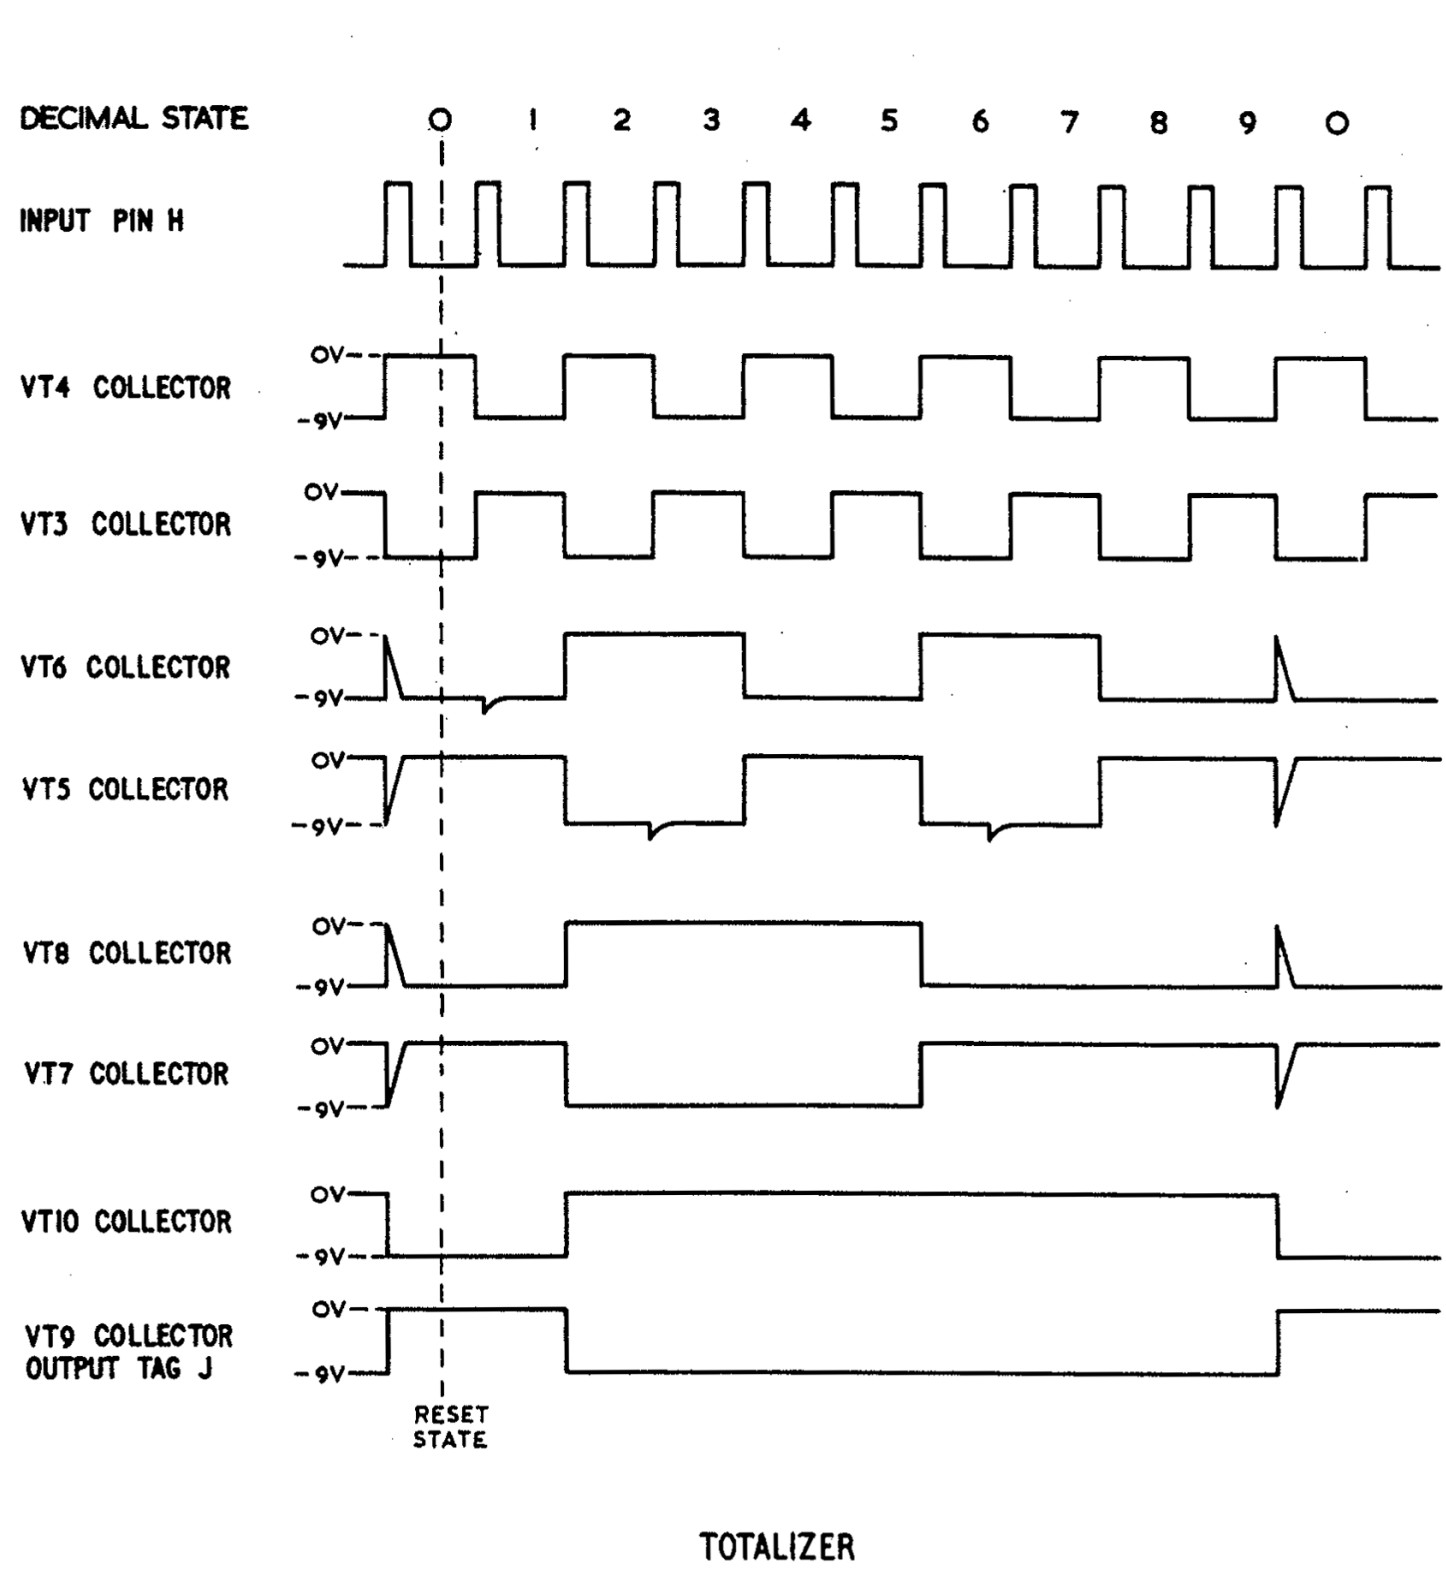 DECIMAL STATE 0 1 2 3 4 5 6 7 8 9 0
INPUT PIN H
0V
VT4 COLLECTOR
-9V
0V
VT3 COLLECTOR
-9V
0V
VT6 COLLECTOR
-9V
0V
VT5 COLLECTOR
-9V
0V
VT8 COLLECTOR
-9V
0V
VT7 COLLECTOR
-9V
0V
VT10 COLLECTOR
-9V
0V
VT9 COLLECTOR
OUTPUT TAG J
-9V
RESET
STATE
TOTALIZER